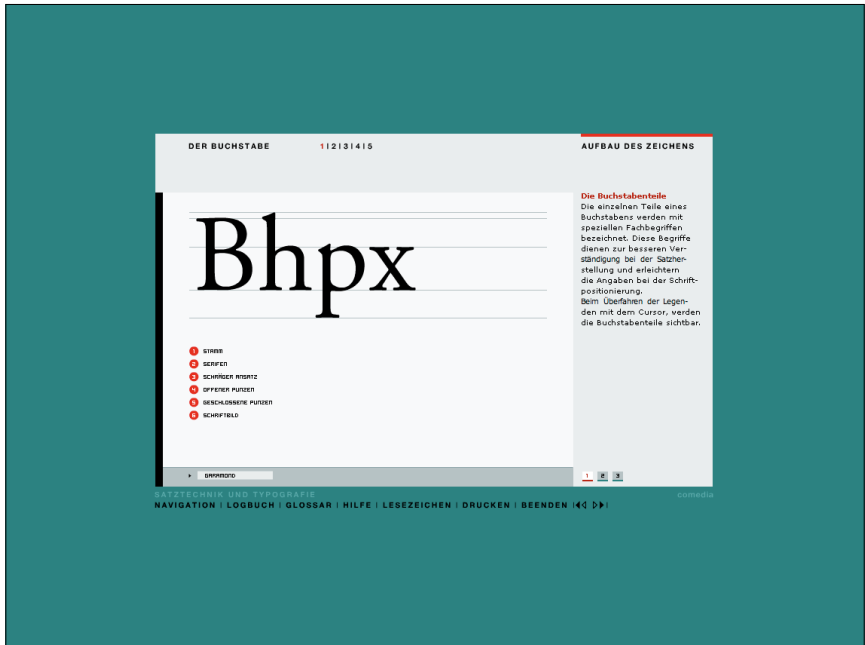 DER BUCHSTABE
1|2|3|4|5
AUFBAU DES ZEICHENS
Bhpx
1 STAMM
2 SERIFEN
3 SCHRÄGER ANSATZ
4 OFFENER PUNZEN
5 GESCHLOSSENE PUNZEN
6 SCHRIFTBILD
GARAMOND
Die Buchstabenteile
Die einzelnen Teile eines
Buchstabens werden mit
speziellen Fachbegriffen
bezeichnet. Diese Begriffe
dienen zur besseren Ver-
ständigung bei der Satzher-
stellung und erleichtern
die Angaben bei der Schrift-
positionierung.
Beim Überfahren der Legen-
den mit dem Cursor, werden
die Buchstabenteile sichtbar.
1 2 3
SATZTECHNIK UND TYPOGRAFIE
comedia
NAVIGATION | LOGBUCH | GLOSSAR | HILFE | LESEZEICHEN | DRUCKEN | BEENDEN |